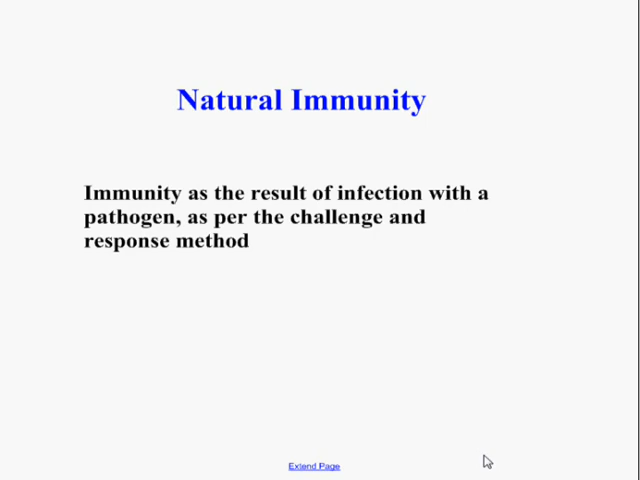 Natural Immunity
Immunity as the result of infection with a
pathogen, as per the challenge and
response method
Extend Page